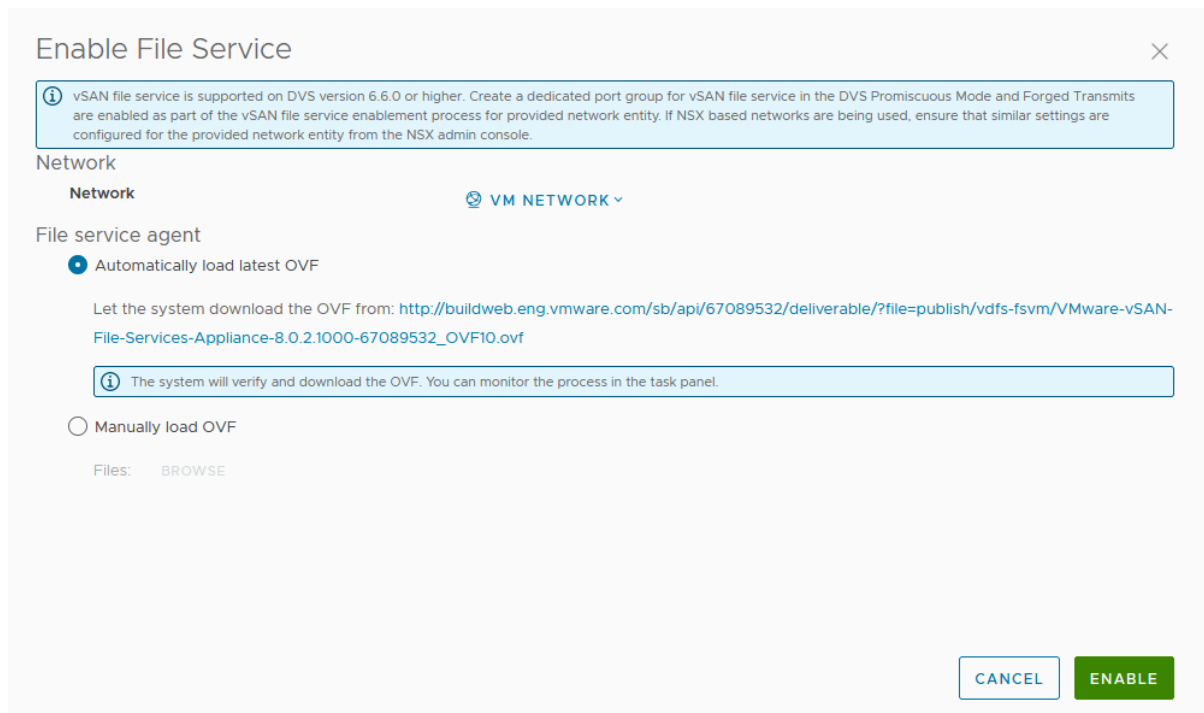 Enable File Service
vSAN file service is supported on DVS version 6.6.0 or higher. Create a dedicated port group for vSAN file service in the DVS Promiscuous Mode and Forged Transmits
are enabled as part of the vSAN file service enablement process for provided network entity. If NSX based networks are being used, ensure that similar settings are
configured for the provided network entity from the NSX admin console.
Network
Network
VM NETWORK
File service agent
Automatically load latest OVF
Let the system download the OVF from: http://buildweb.eng.vmware.com/sb/api/67089532/deliverable/?file=publish/vdfs-fsvm/VMware-vSAN-
File-Services-Appliance-8.0.2.1000-67089532_OVF10.ovf
The system will verify and download the OVF. You can monitor the process in the task panel.
Manually load OVF
Files: BROWSE
CANCEL ENABLE